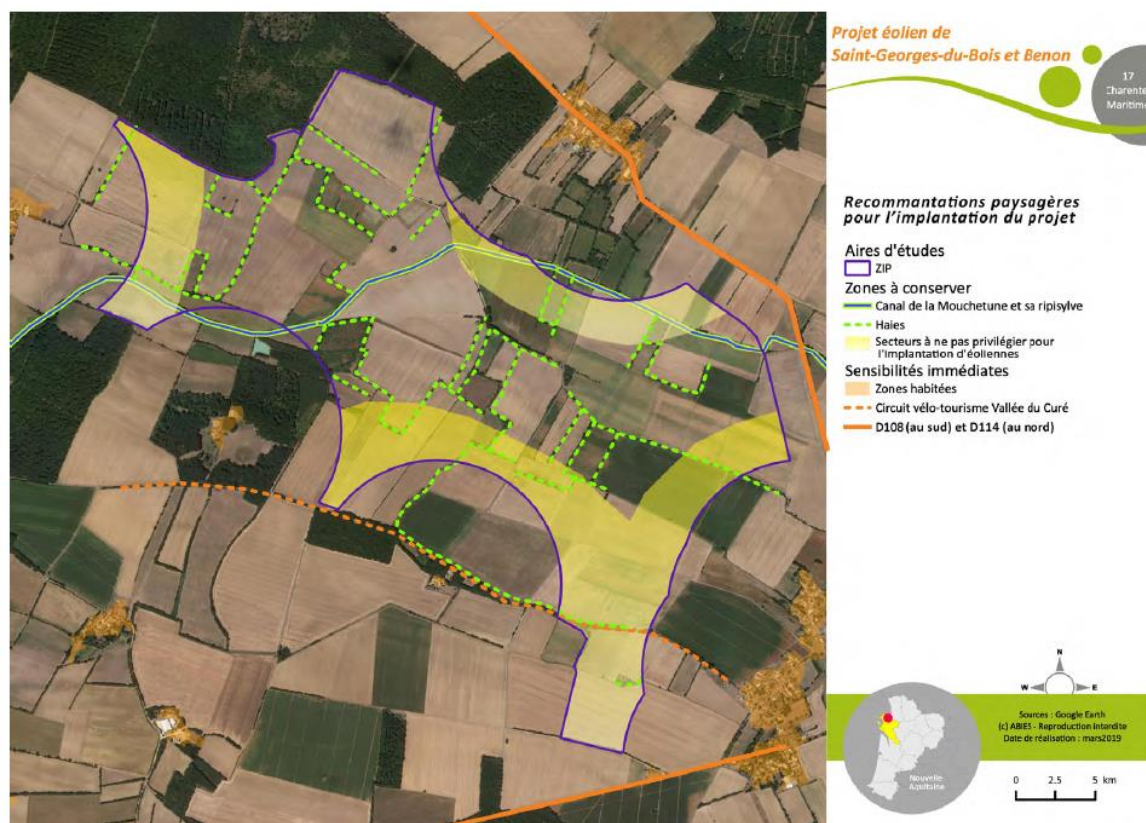 Projet éolien de
Saint-Georges-du-Bois et Benon
17
Charente
Maritime
Recommantations paysagères
pour l'implantation du projet
Aires d'études
ZIP
Zones à conserver
Canal de la Mouchetune et sa ripisylve
Haies
Secteurs à ne pas privilégier pour
l'implantation d'éoliennes
Sensibilités immédiates
Zones habitées
Circuit vélo-tourisme Vallée du Curé
D108 (au sud) et D114 (au nord)
N
W E
S
Sources : Google Earth
(c) ABIES - Reproduction interdite
Date de réalisation : mars2019
Nouvelle
Aquitaine
0 2.5 5 km